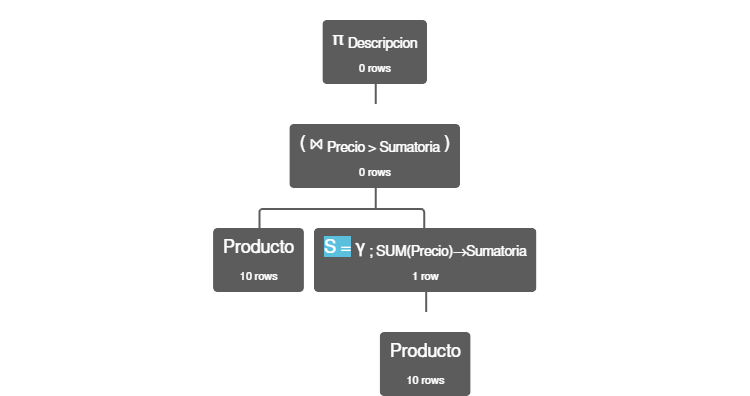 π Descripcion
0 rows
( ⋈ Precio > Sumatoria )
0 rows
Producto
10 rows
S = γ ; SUM(Precio)→Sumatoria
1 row
Producto
10 rows